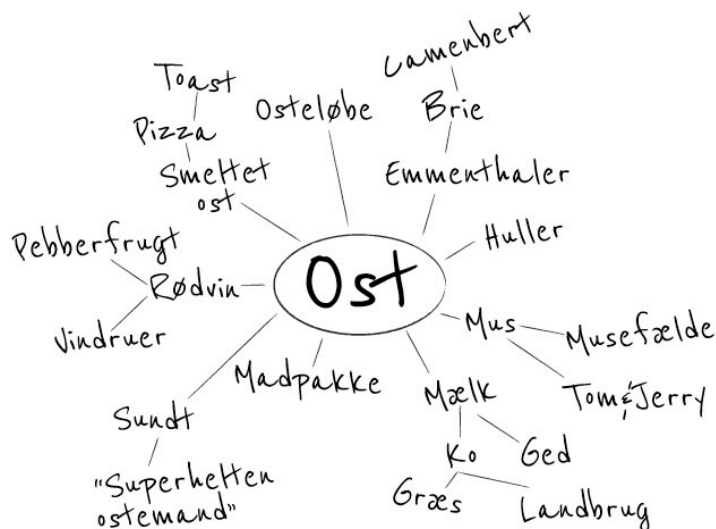 Toast
Pizza
Smeltet
ost
Osteløbe
Camenbert
Brie
Emmenthaler
Huller
Pebberfrugt
Rødvin
Vindruer
Ost
Mus
Musefælde
Tom & Jerry
Madpakke
Mælk
Ko
Ged
Græs
Landbrug
Sundt
"Superhelten
ostemand"